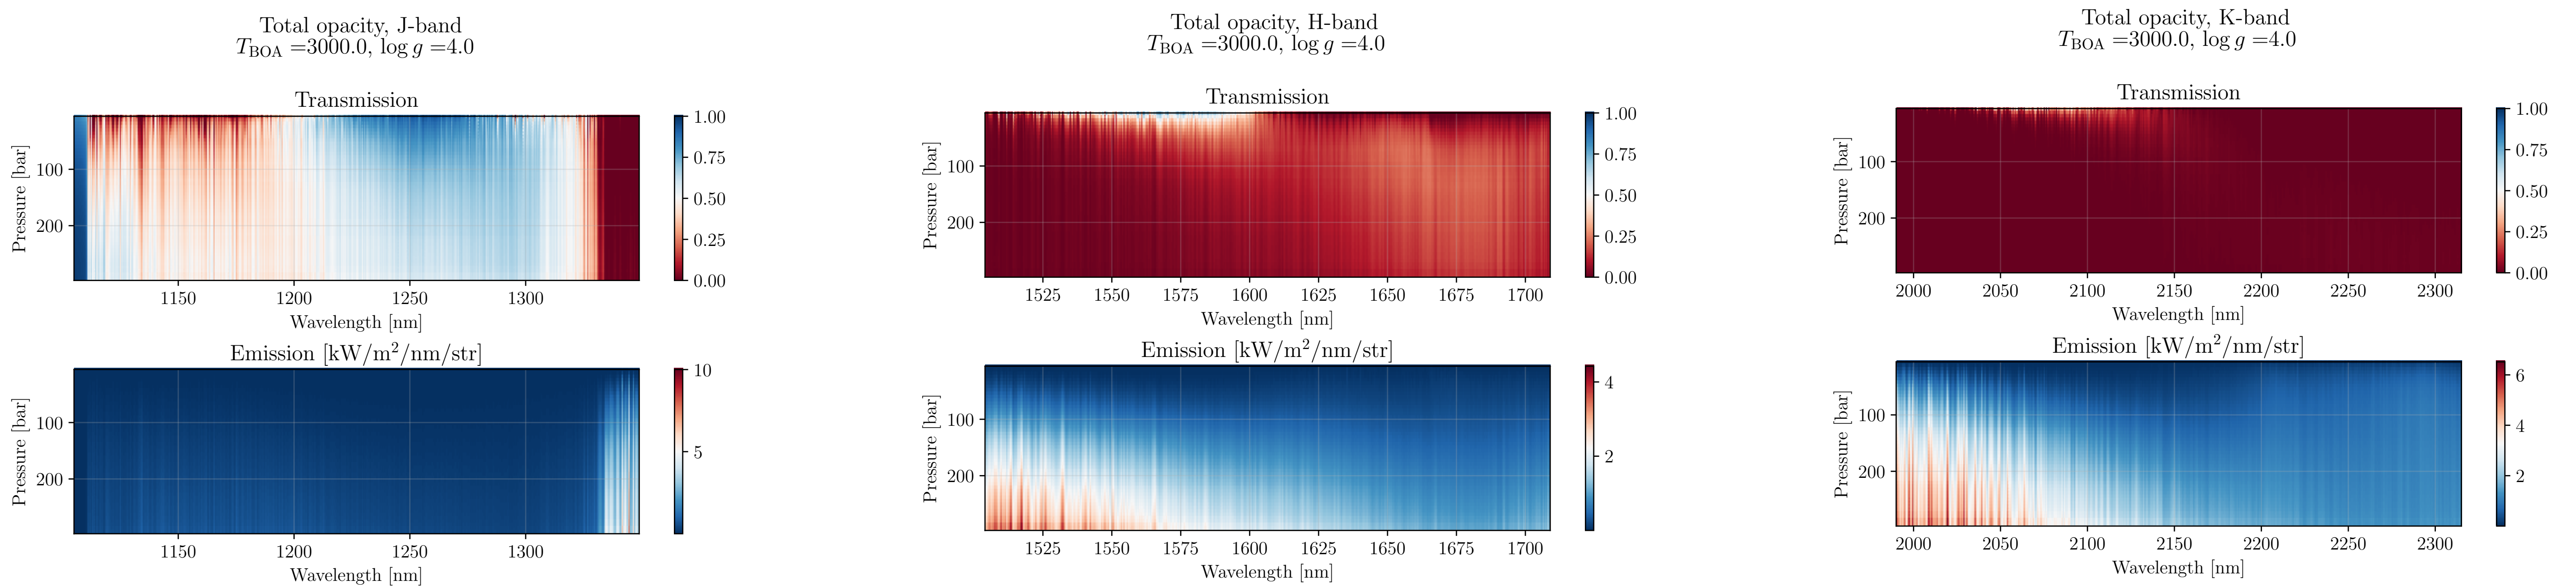 Total opacity, J-band
T_BOA =3000.0, log g =4.0
Transmission
Pressure [bar]
100
200
1150 1200 1250 1300
Wavelength [nm]
1.00
0.75
0.50
0.25
0.00
Emission [kW/m²/nm/str]
Pressure [bar]
100
200
1150 1200 1250 1300
Wavelength [nm]
10
5
Total opacity, H-band
T_BOA =3000.0, log g =4.0
Transmission
Pressure [bar]
100
200
1525 1550 1575 1600 1625 1650 1675 1700
Wavelength [nm]
1.00
0.75
0.50
0.25
0.00
Emission [kW/m²/nm/str]
Pressure [bar]
100
200
1525 1550 1575 1600 1625 1650 1675 1700
Wavelength [nm]
4
2
Total opacity, K-band
T_BOA =3000.0, log g =4.0
Transmission
Pressure [bar]
100
200
2000 2050 2100 2150 2200 2250 2300
Wavelength [nm]
1.00
0.75
0.50
0.25
0.00
Emission [kW/m²/nm/str]
Pressure [bar]
100
200
2000 2050 2100 2150 2200 2250 2300
Wavelength [nm]
6
4
2